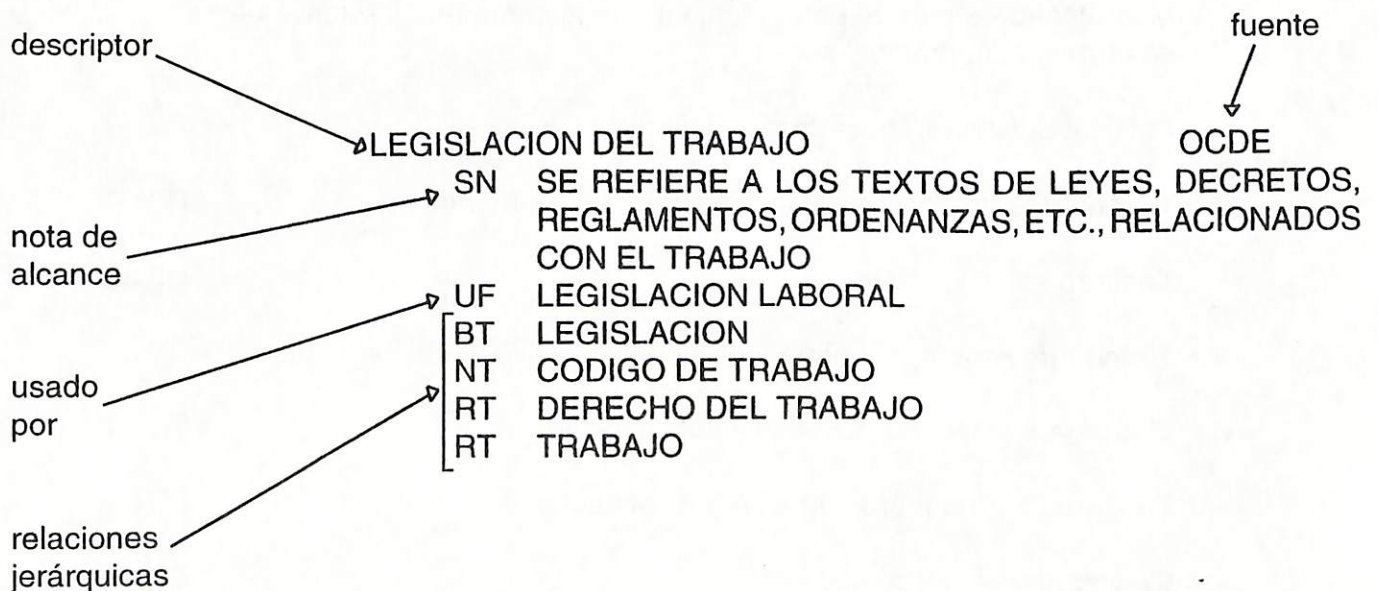 fuente
descriptor
LEGISLACION DEL TRABAJO OCDE
SN SE REFIERE A LOS TEXTOS DE LEYES, DECRETOS,
REGLAMENTOS, ORDENANZAS, ETC., RELACIONADOS
CON EL TRABAJO
nota de
alcance
UF LEGISLACION LABORAL
BT LEGISLACION
NT CODIGO DE TRABAJO
RT DERECHO DEL TRABAJO
RT TRABAJO
usado
por
relaciones
jerárquicas